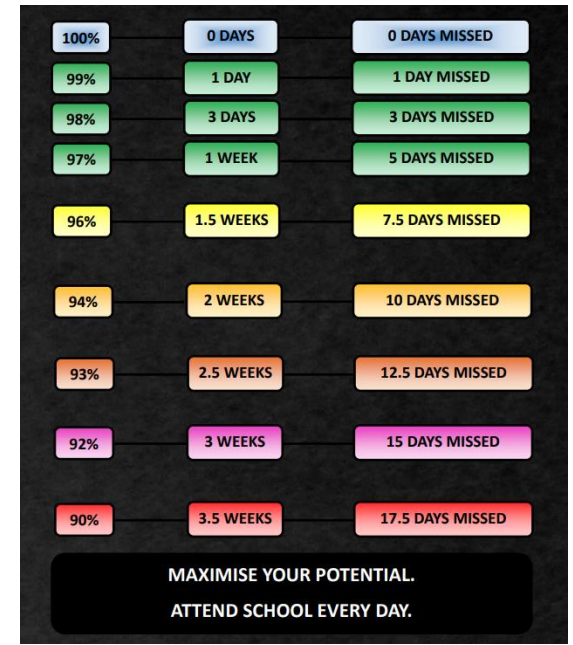 100% 0 DAYS 0 DAYS MISSED
99% 1 DAY 1 DAY MISSED
98% 3 DAYS 3 DAYS MISSED
97% 1 WEEK 5 DAYS MISSED
96% 1.5 WEEKS 7.5 DAYS MISSED
94% 2 WEEKS 10 DAYS MISSED
93% 2.5 WEEKS 12.5 DAYS MISSED
92% 3 WEEKS 15 DAYS MISSED
90% 3.5 WEEKS 17.5 DAYS MISSED
MAXIMISE YOUR POTENTIAL.
ATTEND SCHOOL EVERY DAY.